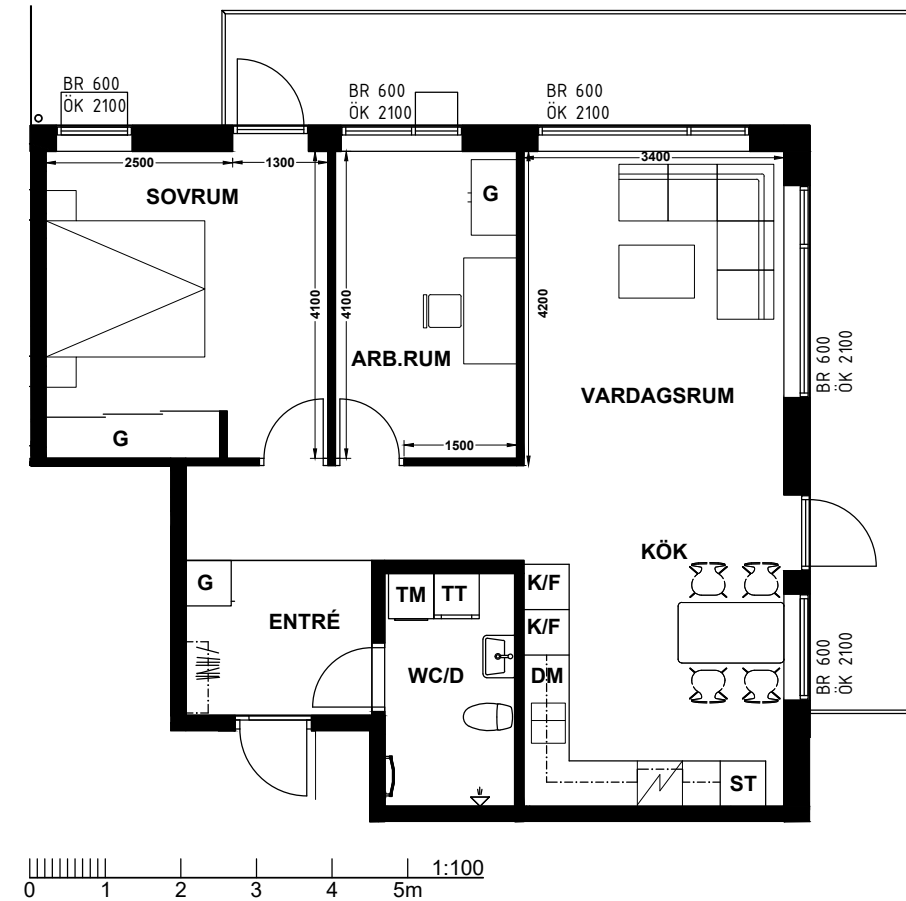 BR 600
ÖK 2100
BR 600
ÖK 2100
BR 600
ÖK 2100
2500
1300
3400
SOVRUM
G
4100
4100
4200
ARB.RUM
BR 600
ÖK 2100
VARDAGSRUM
G
1500
KÖK
G
TM
TT
K/F
ENTRÉ
K/F
WC/D
DM
BR 600
ÖK 2100
ST
1:100
0 1 2 3 4 5m